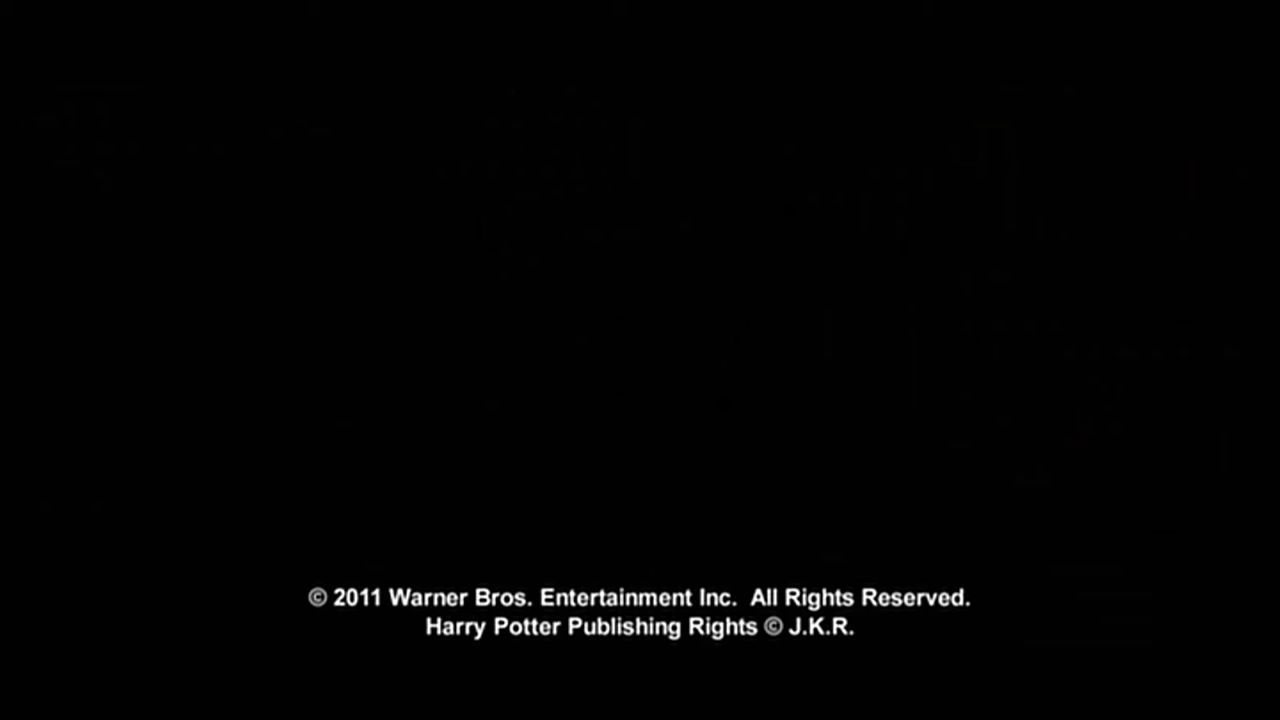 © 2011 Warner Bros. Entertainment Inc. All Rights Reserved.
Harry Potter Publishing Rights © J.K.R.